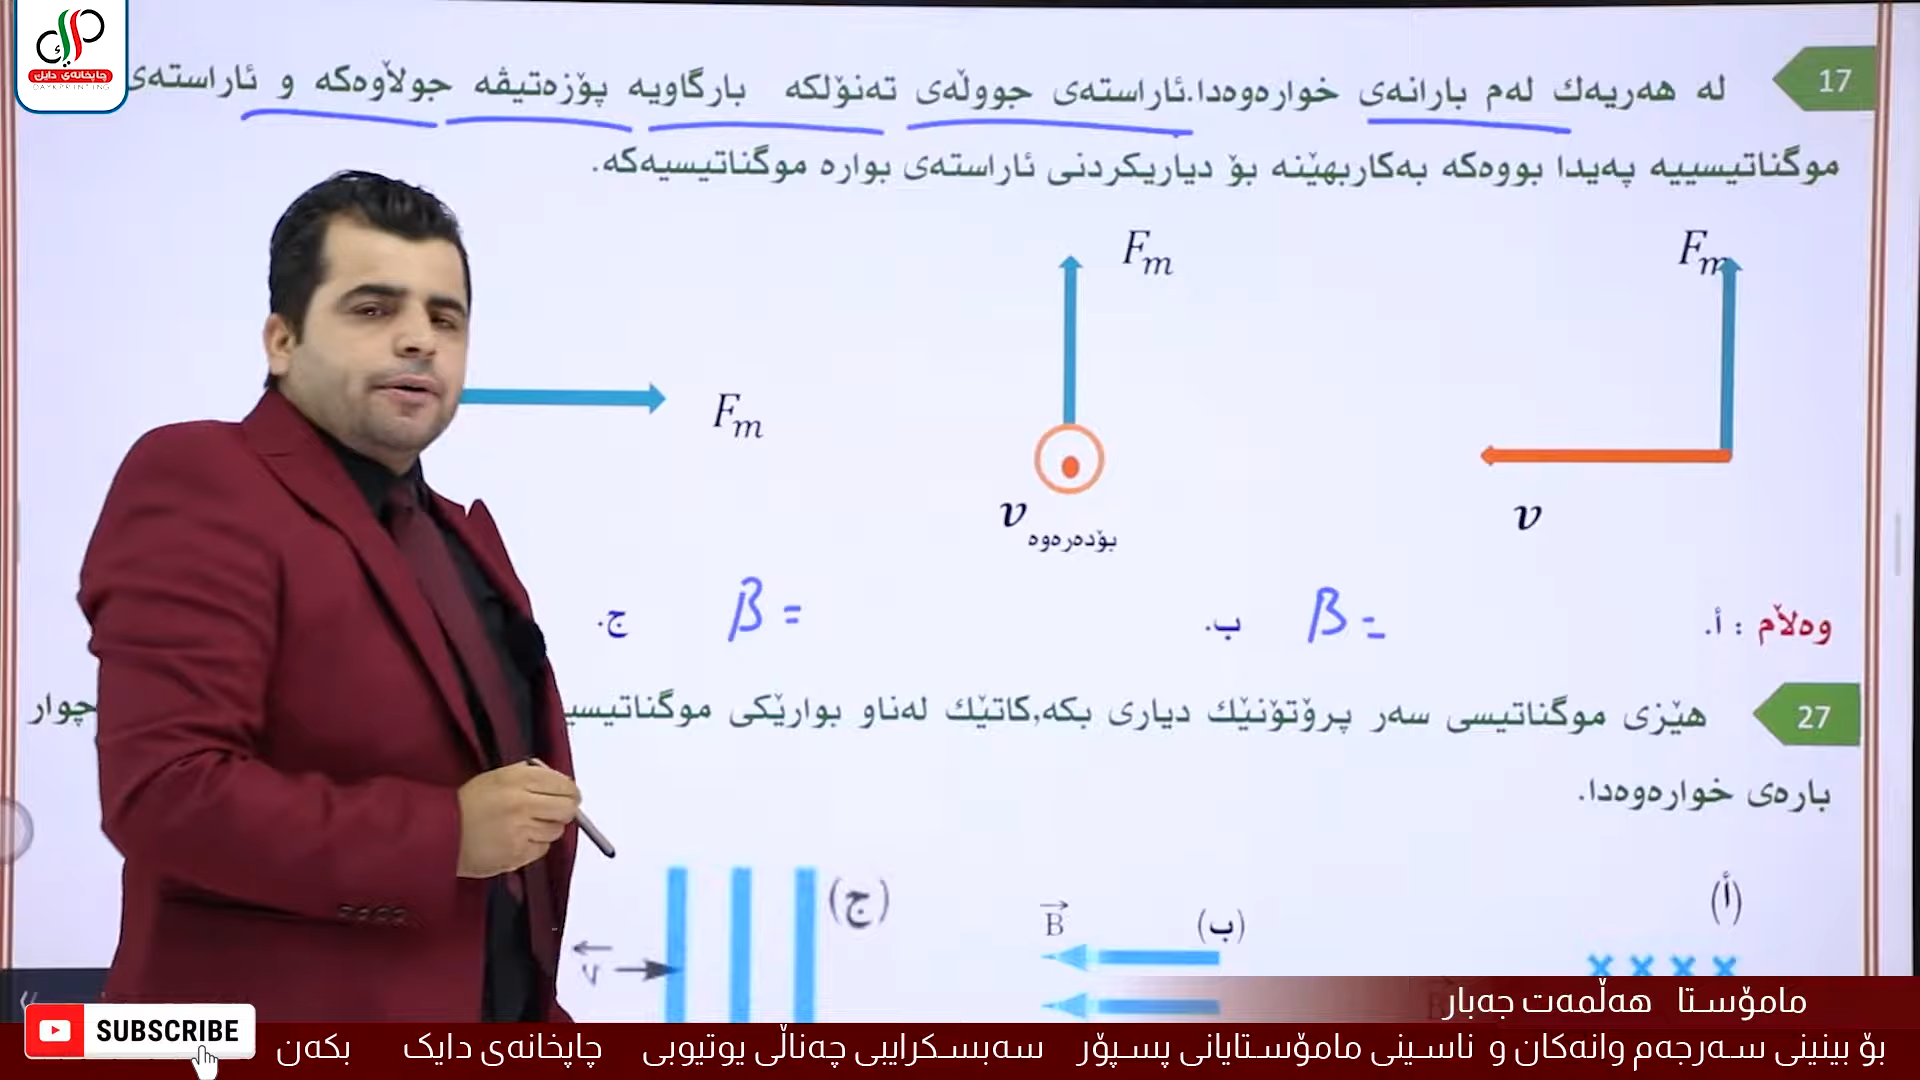 چاپخانەی دایک
DAYKPRINTING
17
لە هەریەك لەم بارانەی خوارەوەدا.ئاراستەی جووڵەی تەنۆلکە بارگاویە پۆزەتیڤە جولاوەکە و ئاراستەی
موگناتیسییە پەیدا بووەکە بەکاربهێنە بۆ دیاریکردنی ئاراستەی بوارە موگناتیسیەکە.
Fm
Fm
Fm
v
v
بۆدەرەوە
وەڵام : أ.
B =
ب.
B =
ج.
27
هێزی موگناتیسی سەر پرۆتۆنێك دیاری بکە,کاتێك لەناو بوارێکی
چوار
بارەی خوارەوەدا.
(أ)
(ب)
B
(ج)
v
× × × ×
مامۆستا هەڵمەت جەبار
SUBSCRIBE
بۆ بینینی سەرجەم وانەکان و ناسینی مامۆستایانی پسپۆر سەبسکرایبی چەناڵی یوتیوبی چاپخانەی دایک بکەن